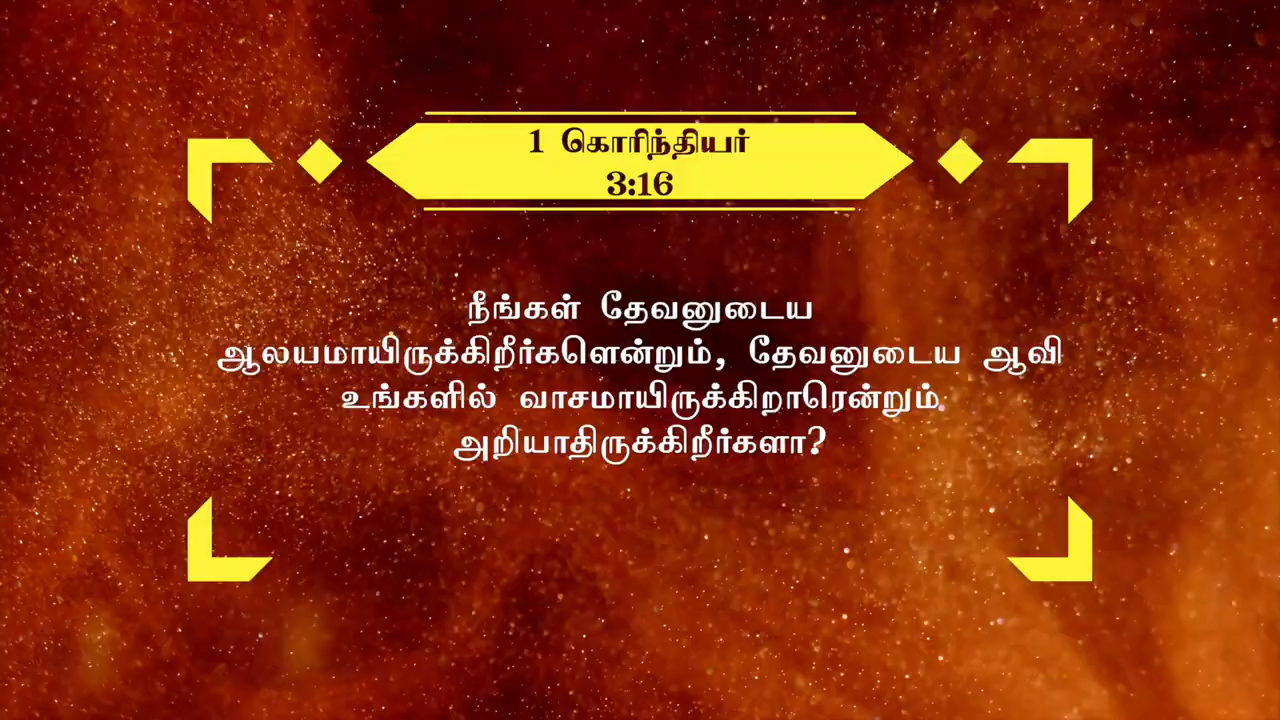 1 கொரிந்தியர்
3:16
நீங்கள் தேவனுடைய
ஆலயமாயிருக்கிறீர்களென்றும், தேவனுடைய ஆவி
உங்களில் வாசமாயிருக்கிறாரென்றும்
அறியாதிருக்கிறீர்களா?